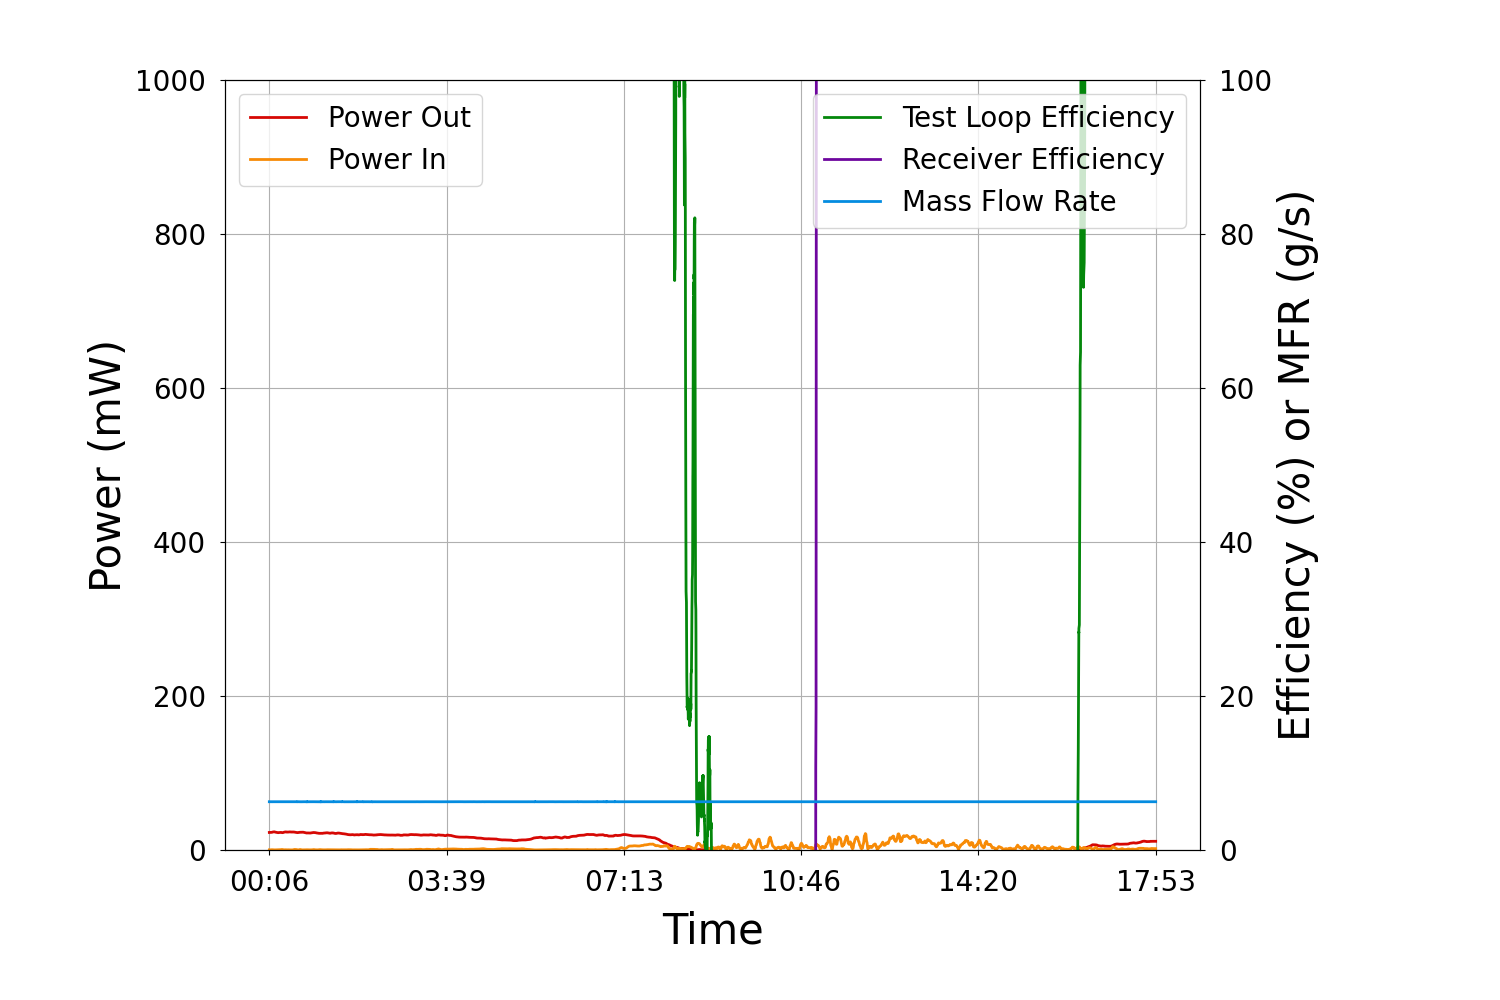 1000
800
600
400
200
0
Power (mW)
Power Out
Power In
Test Loop Efficiency
Receiver Efficiency
Mass Flow Rate
100
80
60
40
20
0
Efficiency (%) or MFR (g/s)
00:06 03:39 07:13 10:46 14:20 17:53
Time